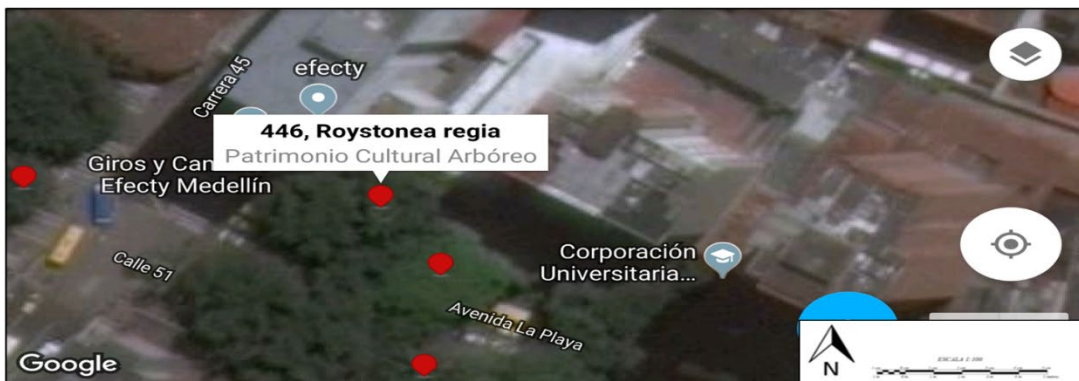 Carrera 45
efecty
446, Roystonea regia
Patrimonio Cultural Arbóreo
Giros y Can
Efecty Medellín
Calle 51
Corporación
Universitaria...
Avenida La Playa
Google
N
ESCALA 1:100